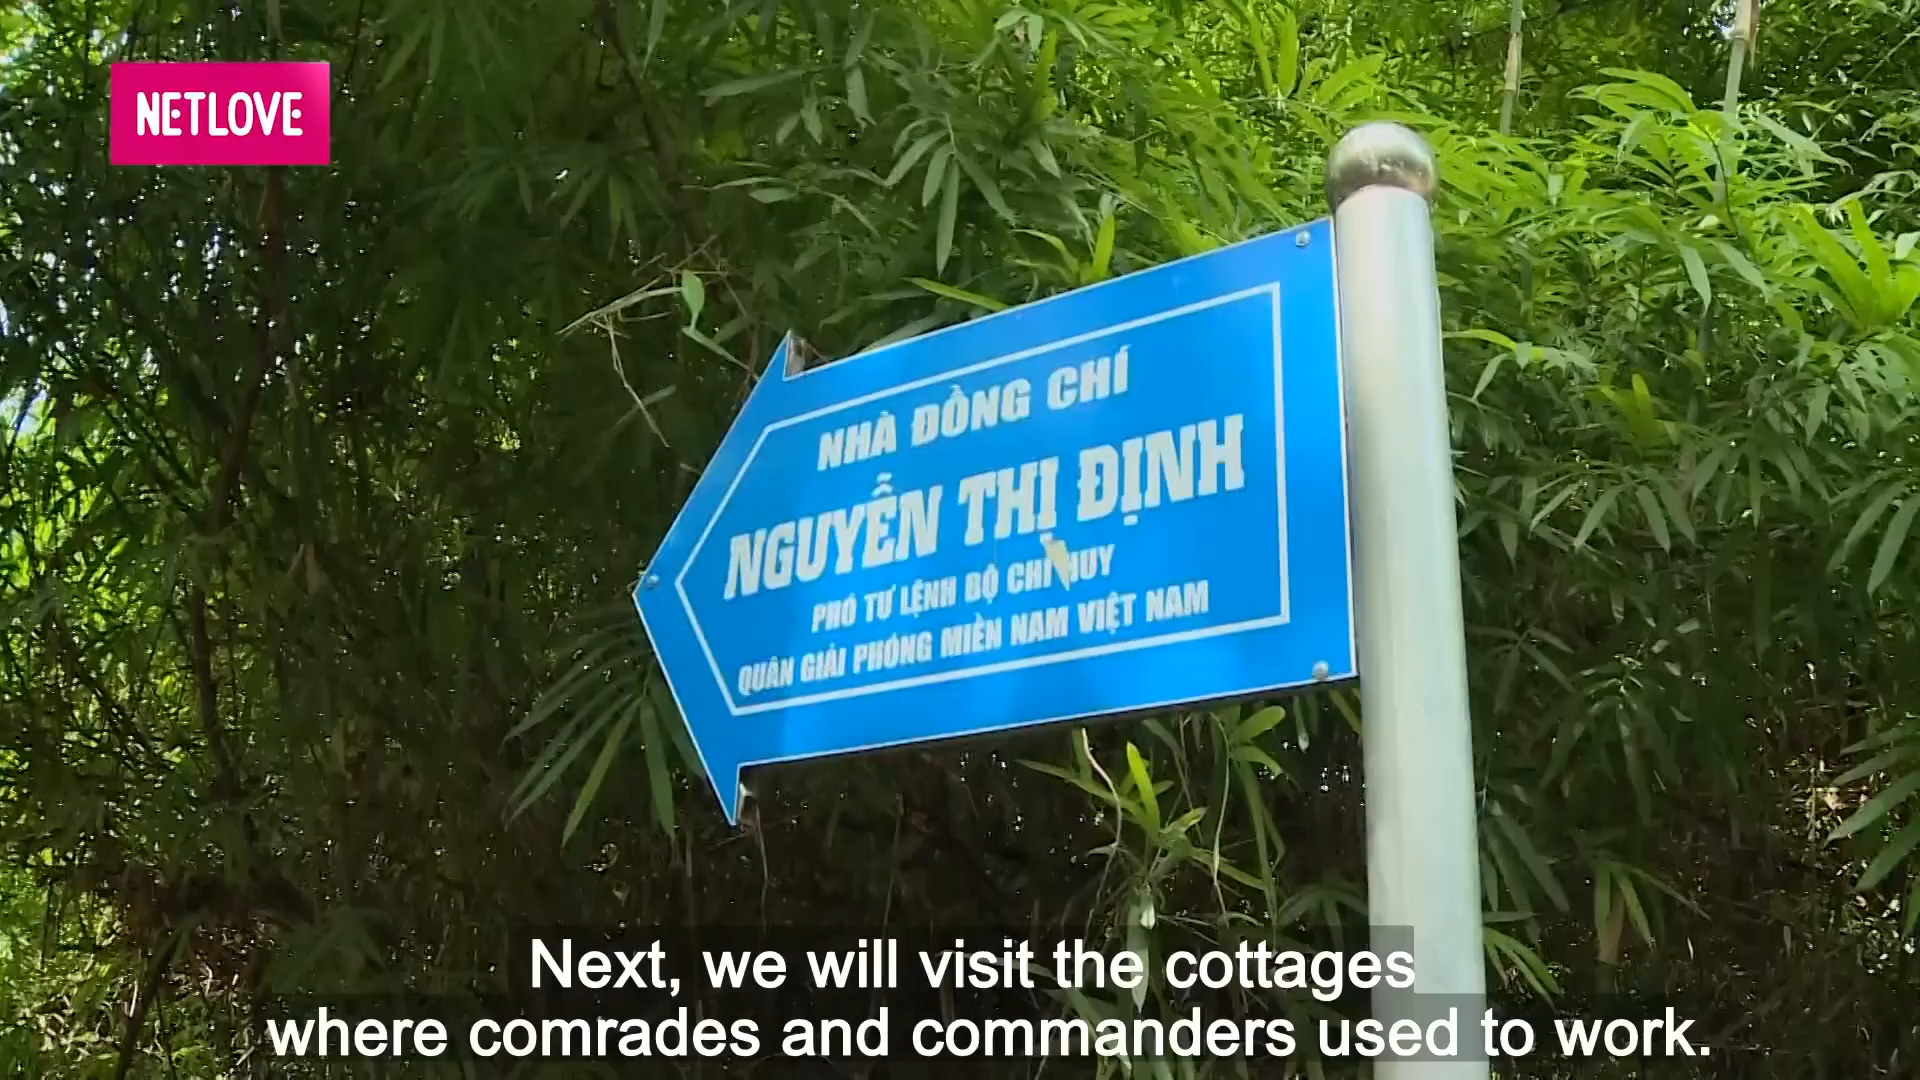 NETLOVE
NHÀ ĐỒNG CHÍ
NGUYỄN THỊ ĐỊNH
PHÓ TƯ LỆNH BỘ CHỈ HUY
QUÂN GIẢI PHÓNG MIỀN NAM VIỆT NAM
Next, we will visit the cottages
where comrades and commanders used to work.